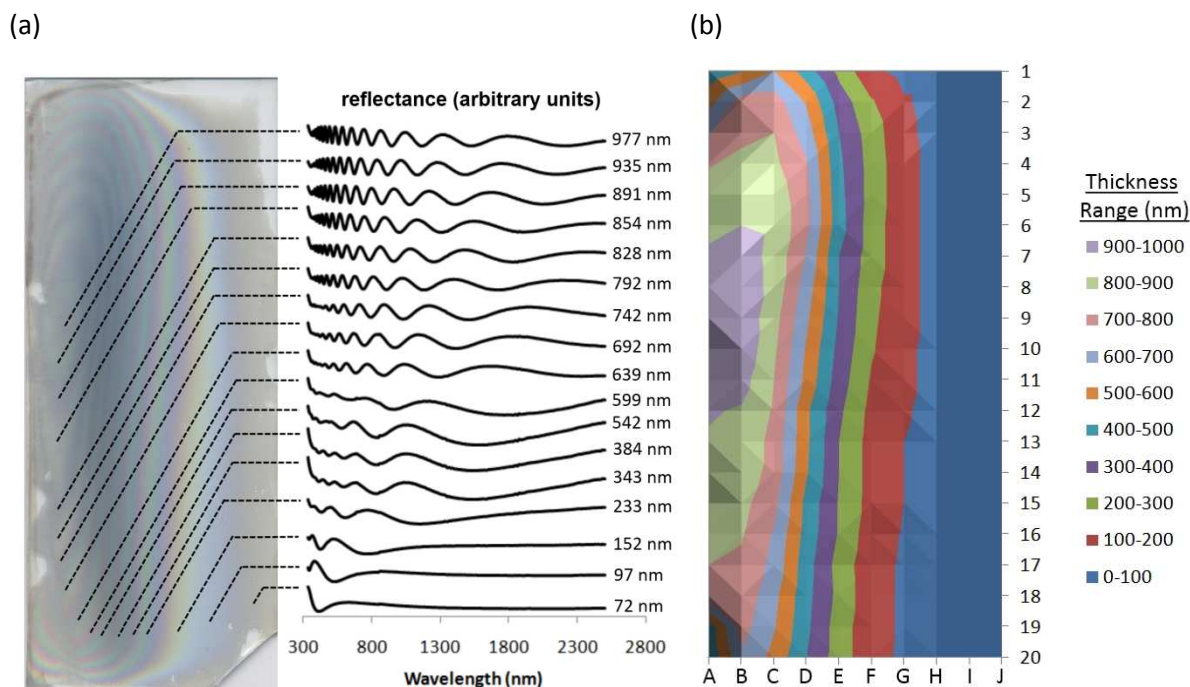 (a)
reflectance (arbitrary units)
977 nm
935 nm
891 nm
854 nm
828 nm
792 nm
742 nm
692 nm
639 nm
599 nm
542 nm
384 nm
343 nm
233 nm
152 nm
97 nm
72 nm
300 800 1300 1800 2300 2800
Wavelength (nm)
(b)
1
2
3
4
5
6
7
8
9
10
11
12
13
14
15
16
17
18
19
20
A B C D E F G H I J
Thickness
Range (nm)
900-1000
800-900
700-800
600-700
500-600
400-500
300-400
200-300
100-200
0-100